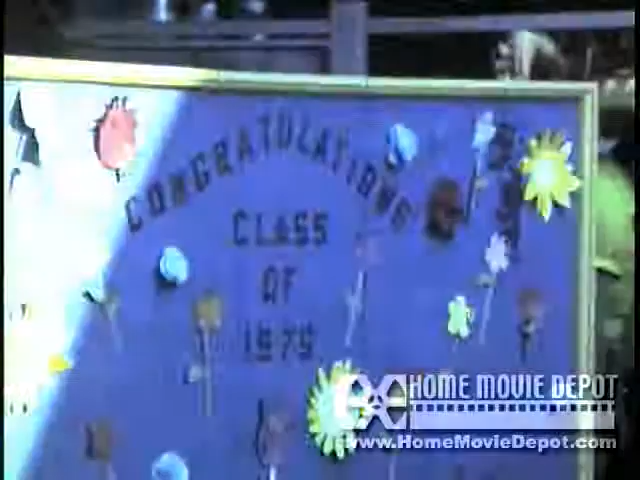 CONGRATULATIONS
CLASS
OF
1979
HOME MOVIE DEPOT
www.HomeMovieDepot.com